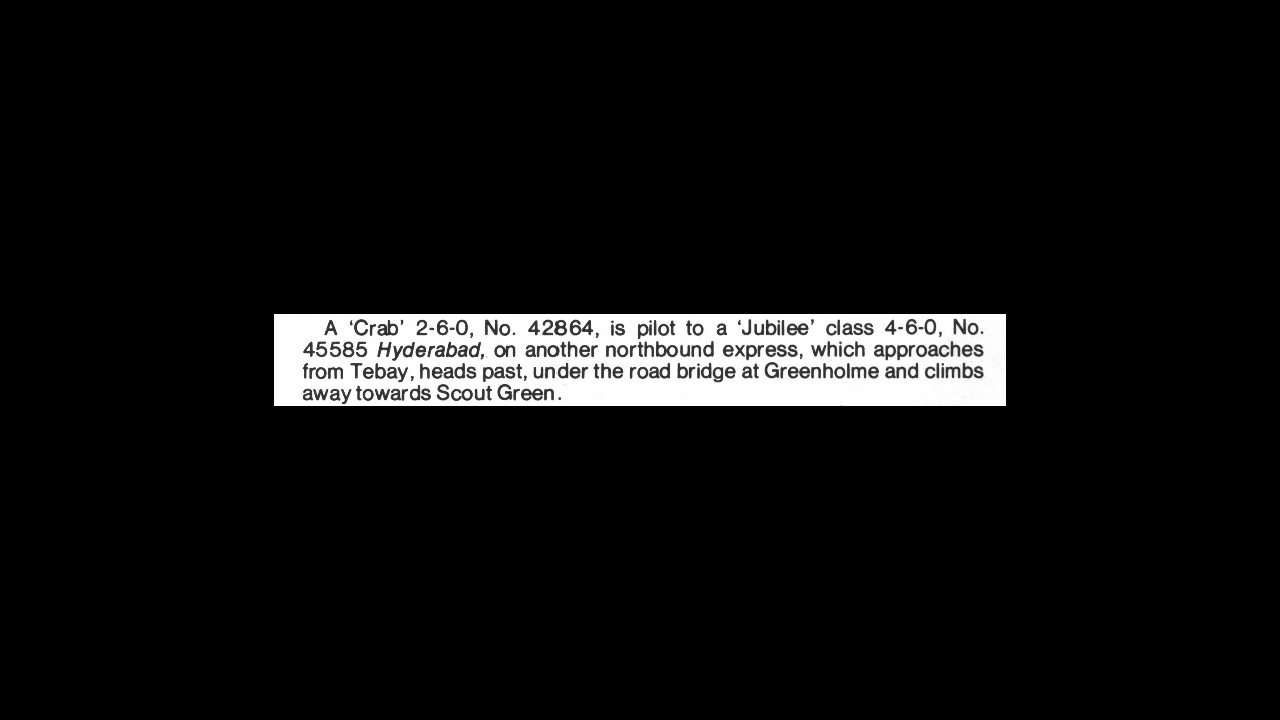 A ‘Crab’ 2-6-0, No. 42864, is pilot to a ‘Jubilee’ class 4-6-0, No.
45585 Hyderabad, on another northbound express, which approaches
from Tebay, heads past, under the road bridge at Greenholme and climbs
away towards Scout Green.